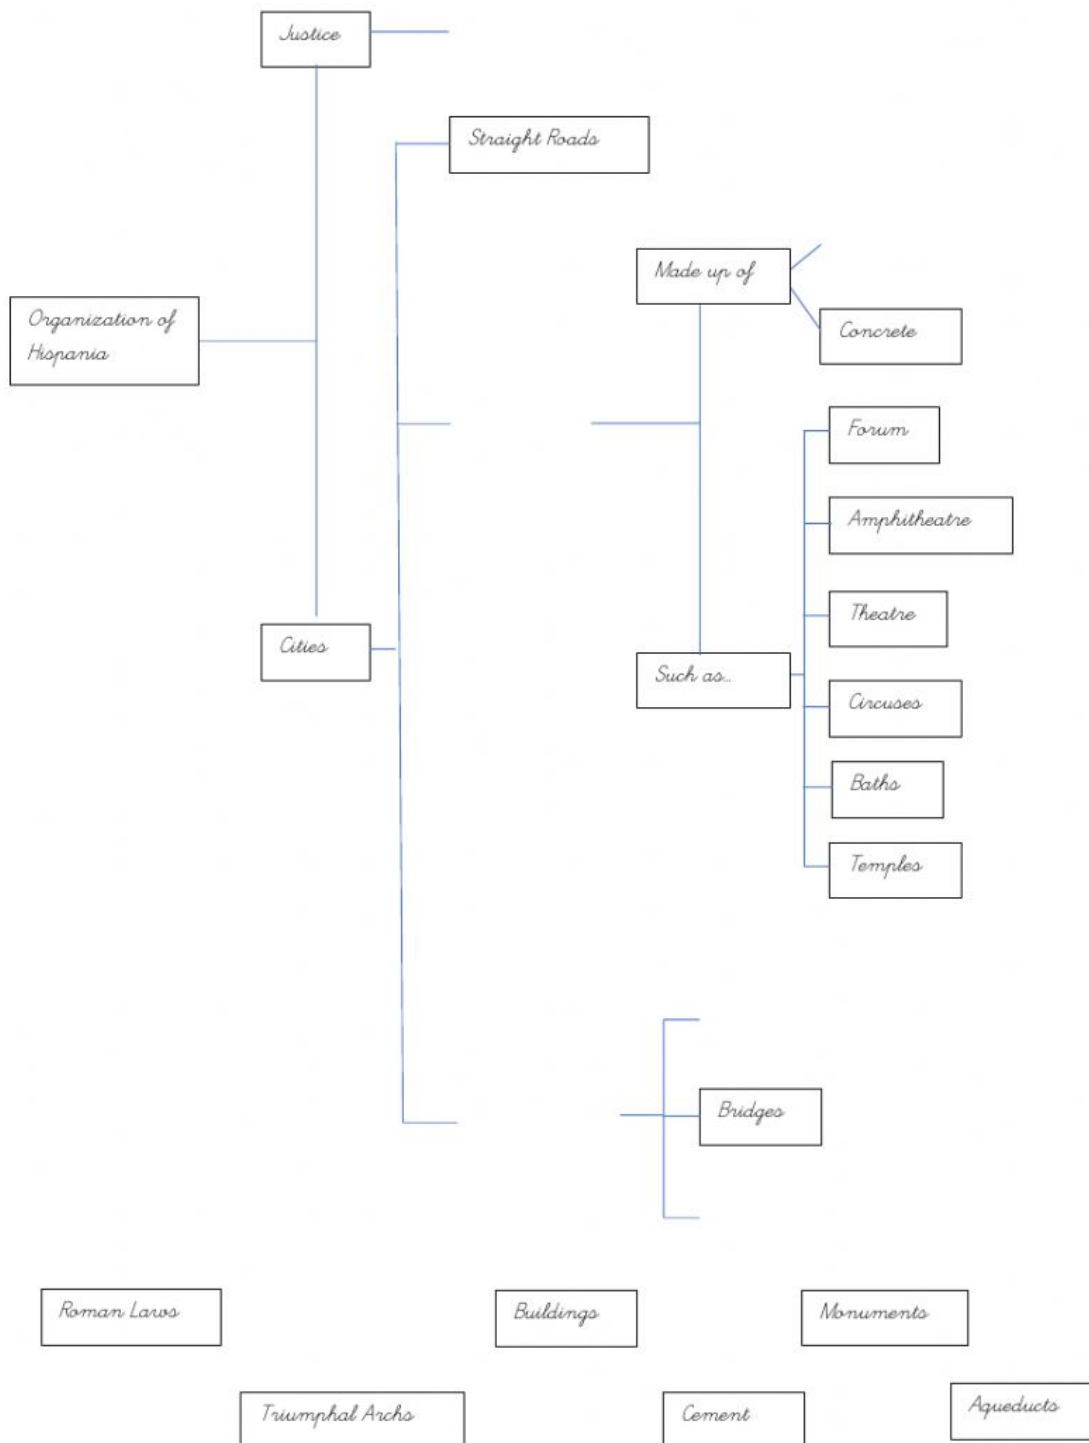 Justice
Straight Roads
Made up of
Organization of
Hispania
Concrete
Forum
Amphitheatre
Theatre
Cities
Such as...
Circuses
Baths
Temples
Bridges
Roman Laws
Buildings
Monuments
Triumphal Archs
Cement
Aqueducts